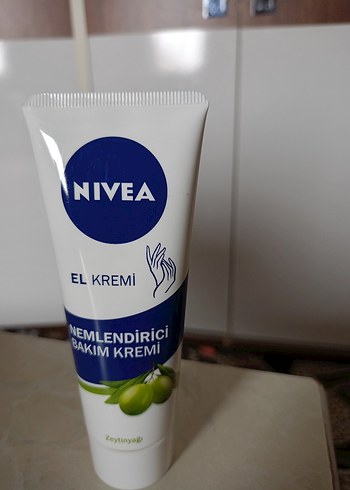 NIVEA
EL KREMİ
NEMLENDİRİCİ
BAKIM KREMİ
Zeytinyağı